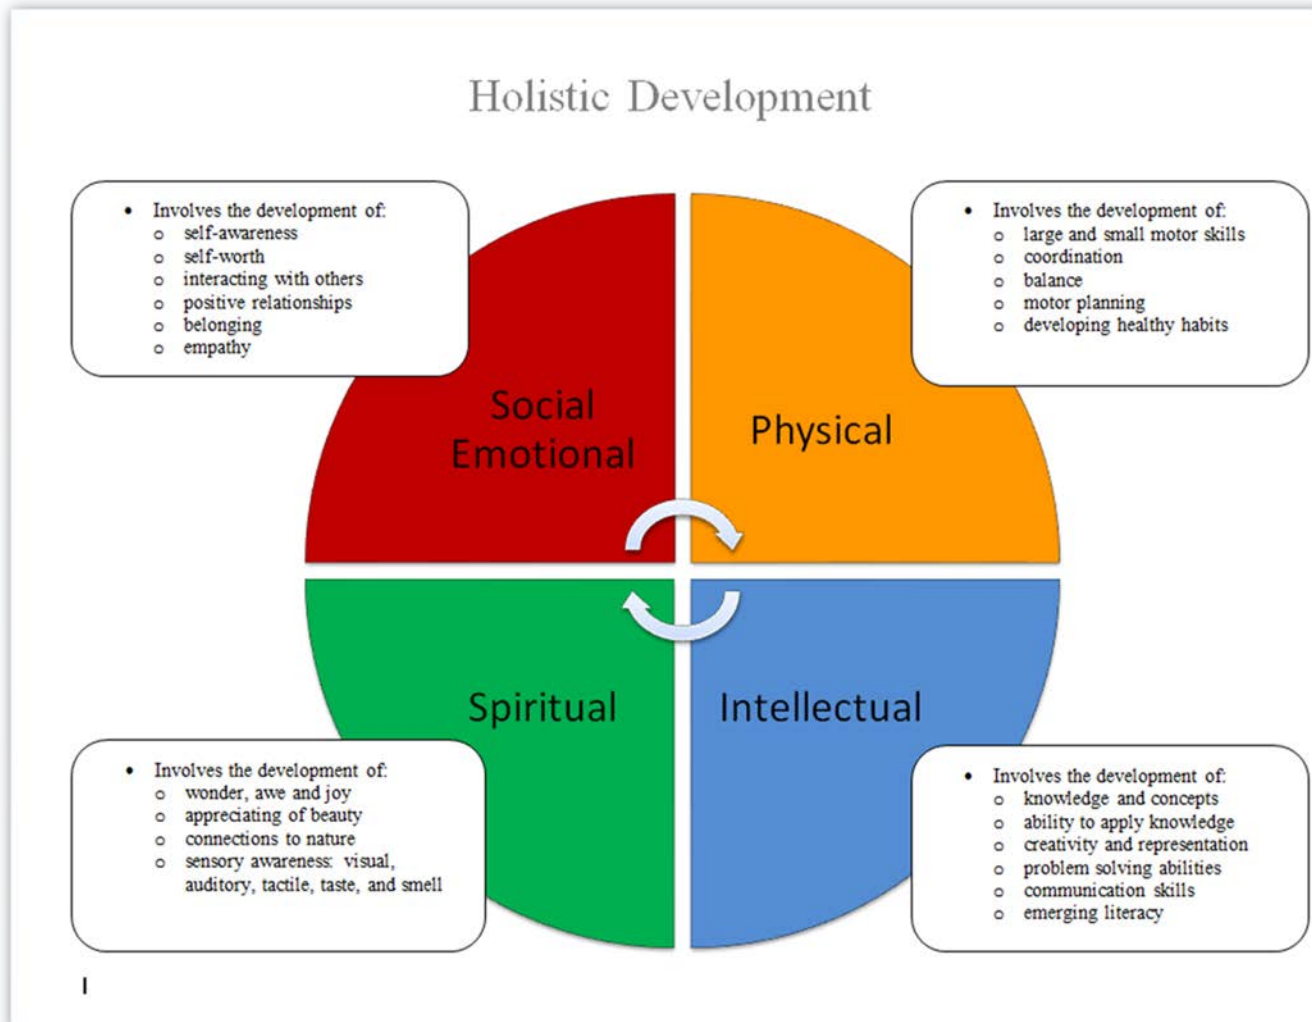 Holistic Development
• Involves the development of:
o self-awareness
o self-worth
o interacting with others
o positive relationships
o belonging
o empathy
• Involves the development of:
o large and small motor skills
o coordination
o balance
o motor planning
o developing healthy habits
Social
Emotional
Physical
Spiritual
Intellectual
• Involves the development of:
o wonder, awe and joy
o appreciating of beauty
o connections to nature
o sensory awareness: visual,
auditory, tactile, taste, and smell
• Involves the development of:
o knowledge and concepts
o ability to apply knowledge
o creativity and representation
o problem solving abilities
o communication skills
o emerging literacy